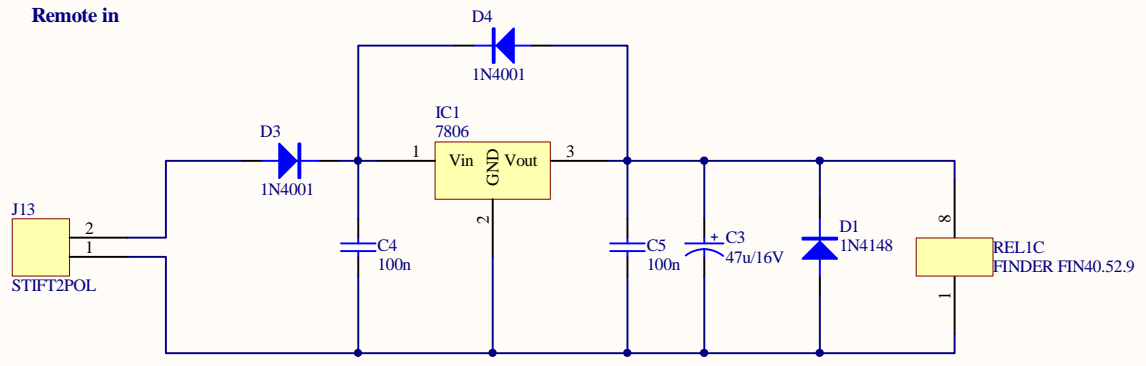 Remote in
D4
1N4001
IC1
7806
D3
1N4001
1
Vin
GND
Vout
3
2
J13
2
1
STIFT2POL
C4
100n
C5
100n
+
C3
47u/16V
D1
1N4148
8
REL1C
FINDER FIN40.52.9
1